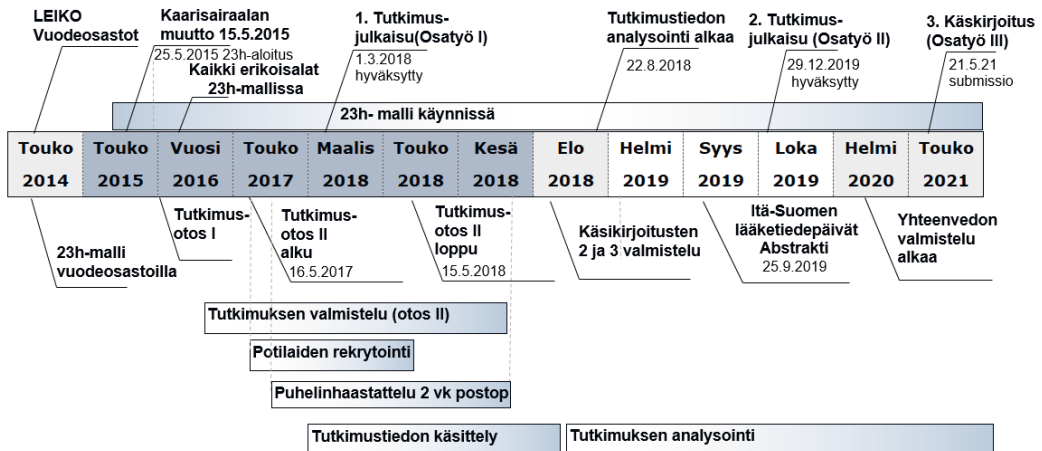 LEIKO
Vuodeosastot
Kaarisairaalan
muutto 15.5.2015
25.5.2015 23h-aloitus
Kaikki erikoisalat
23h-mallissa
1. Tutkimus-
julkaisu(Osatyö I)
1.3.2018
hyväksytty
Tutkimustiedon
analysointi alkaa
22.8.2018
2. Tutkimus-
julkaisu (Osatyö II)
29.12.2019
hyväksytty
3. Käskirjoitus
(Osatyö III)
21.5.21
submissio
23h- malli käynnissä
Touko Touko Vuosi Touko Maalis Touko Kesä Elo Helmi Syys Loka Helmi Touko
2014 2015 2016 2017 2018 2018 2018 2018 2019 2019 2019 2020 2021
23h-malli
vuodeosastoilla
Tutkimus-
otos I
Tutkimus-
otos II
alku
16.5.2017
Tutkimus-
otos II
loppu
15.5.2018
Käsikirjoitusten
2 ja 3 valmistelu
Itä-Suomen
lääketiedepäivät
Abstrakti
25.9.2019
Yhteenvedon
valmistelu
alkaa
Tutkimuksen valmistelu (otos II)
Potilaiden rekrytointi
Puhelinhaastattelu 2 vk postop
Tutkimustiedon käsittely
Tutkimuksen analysointi